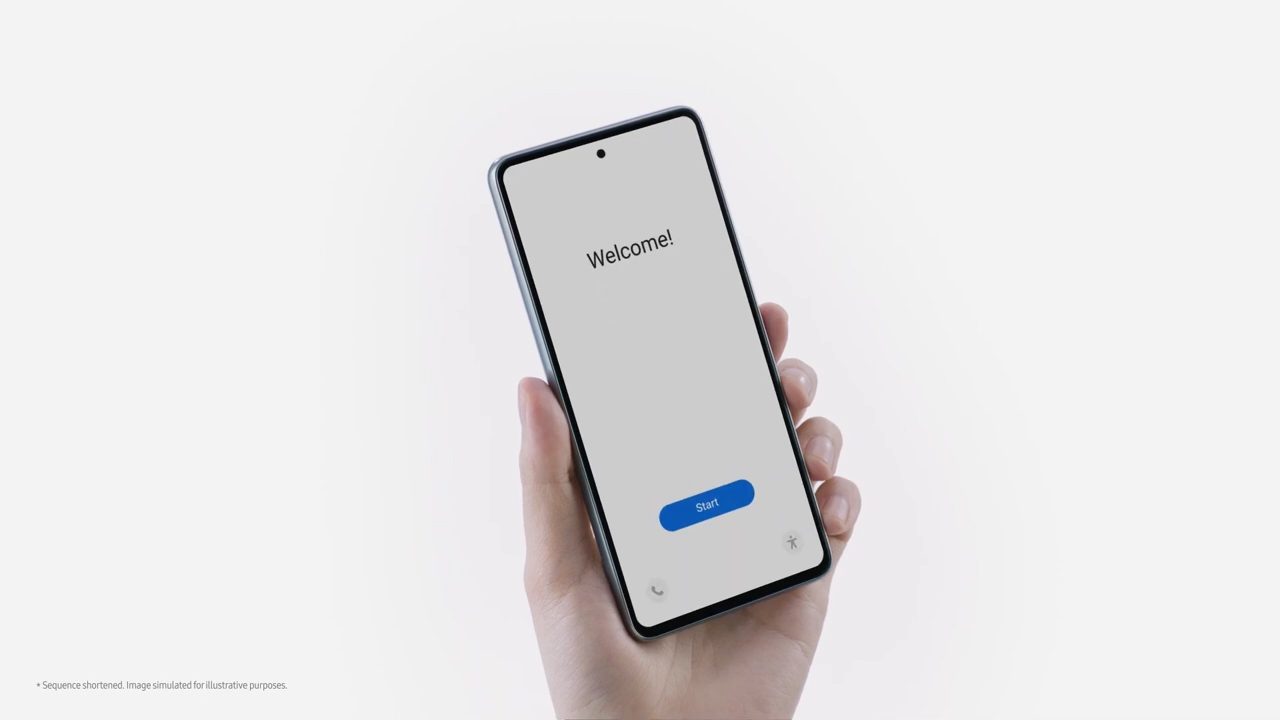 Welcome!
Start
* Sequence shortened. Image simulated for illustrative purposes.